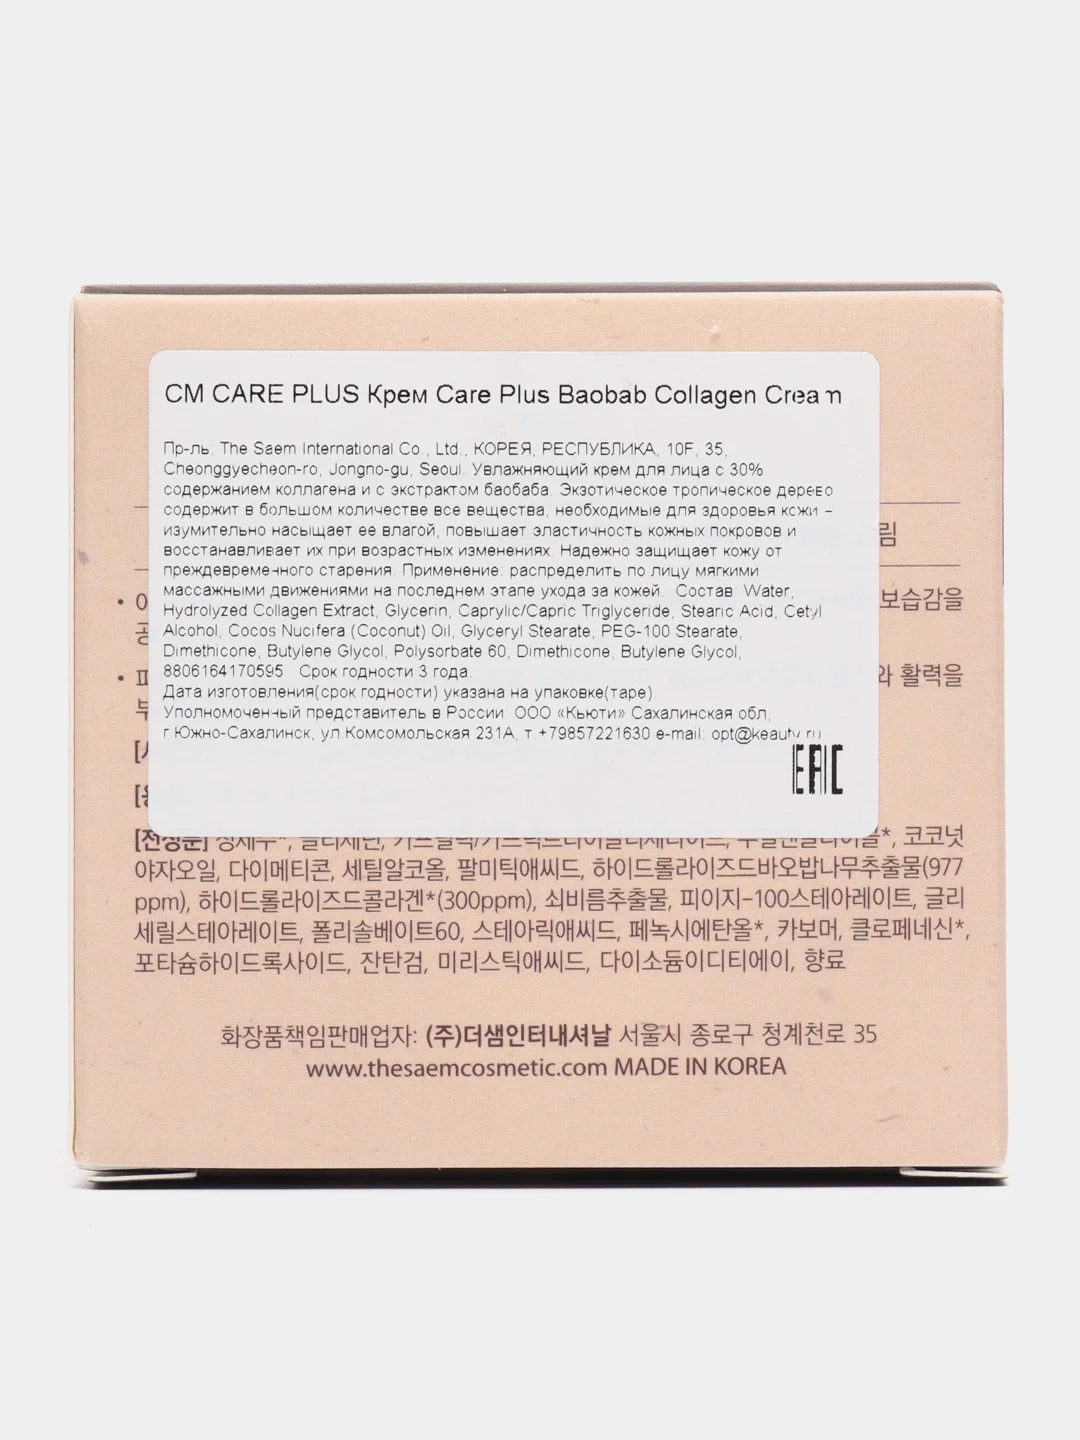 CM CARE PLUS Крем Care Plus Baobab Collagen Cream
Пр-ль: The Saem International Co., Ltd., КОРЕЯ, РЕСПУБЛИКА, 10F, 35,
Cheonggyecheon-ro, Jongno-gu, Seoul. Увлажняющий крем для лица с 30%
содержанием коллагена и с экстрактом баобаба. Экзотическое тропическое дерево
содержит в большом количестве все вещества, необходимые для здоровья кожи –
изумительно насыщает ее влагой, повышает эластичность кожных покровов и
восстанавливает их при возрастных изменениях. Надежно защищает кожу от
преждевременного старения. Применение: распределить по лицу мягкими
массажными движениями на последнем этапе ухода за кожей. Состав: Water,
Hydrolyzed Collagen Extract, Glycerin, Caprylic/Capric Triglyceride, Stearic Acid, Cetyl
Alcohol, Cocos Nucifera (Coconut) Oil, Glyceryl Stearate, PEG-100 Stearate,
Dimethicone, Butylene Glycol, Polysorbate 60, Dimethicone, Butylene Glycol,
8806164170595 Срок годности 3 года.
Дата изготовления(срок годности) указана на упаковке(таре).
Уполномоченный представитель в России: ООО «Кьюти» Сахалинская обл,
г.Южно-Сахалинск, ул.Комсомольская 231А, т.+79857221630 e-mail: opt@keauty.ru
EAC
림
보습감을
와 활력을
[전성분] 정제수*, 글리세린, 코코넛
야자오일, 다이메티콘, 세틸알코올, 팔미틱애씨드, 하이드롤라이즈드바오밥나무추출물(977
ppm), 하이드롤라이즈드콜라겐*(300ppm), 쇠비름추출물, 피이지-100스테아레이트, 글리
세릴스테아레이트, 폴리솔베이트60, 스테아릭애씨드, 페녹시에탄올*, 카보머, 클로페네신*,
포타슘하이드록사이드, 잔탄검, 미리스틱애씨드, 다이소듐이디티에이, 향료
화장품책임판매업자: (주)더샘인터내셔날 서울시 종로구 청계천로 35
www.thesaemcosmetic.com MADE IN KOREA